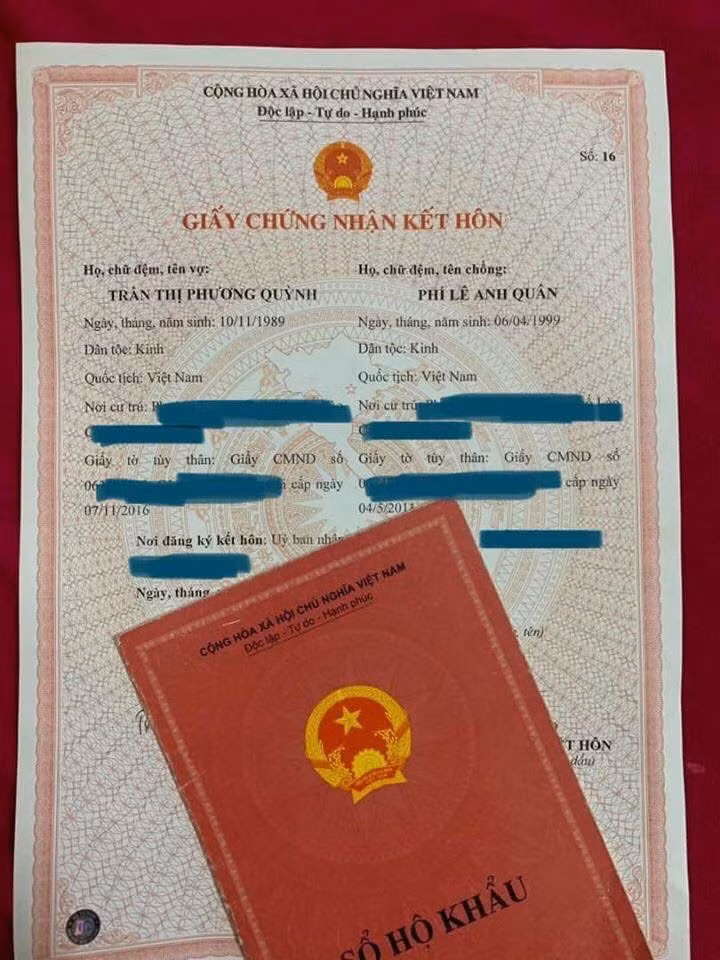 CỘNG HÒA XÃ HỘI CHỦ NGHĨA VIỆT NAM
Độc lập - Tự do - Hạnh phúc
Số: 16
GIẤY CHỨNG NHẬN KẾT HÔN
Họ, chữ đệm, tên vợ: Họ, chữ đệm, tên chồng:
TRẦN THỊ PHƯƠNG QUỲNH PHÍ LÊ ANH QUÂN
Ngày, tháng, năm sinh: 10/11/1989 Ngày, tháng, năm sinh: 06/04/1999
Dân tộc: Kinh Dân tộc: Kinh
Quốc tịch: Việt Nam Quốc tịch: Việt Nam
Nơi cư trú: Nơi cư trú
Giấy tờ tùy thân: Giấy CMND số Giấy tờ tùy thân: Giấy CMND số
06 cấp ngày cấp ngày
07/11/2016 04/5/201
Nơi đăng ký kết hôn: Uỷ ban nhân
Ngày, tháng
tên)
T HÔN
dấu)
CỘNG HÒA XÃ HỘI CHỦ NGHĨA VIỆT NAM
Độc lập - Tự do - Hạnh phúc
SỔ HỘ KHẨU